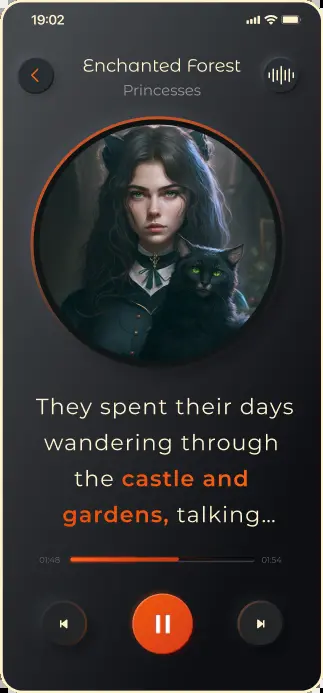 19:02
Enchanted Forest
Princesses
They spent their days
wandering through
the castle and
gardens, talking...
01:48 01:54